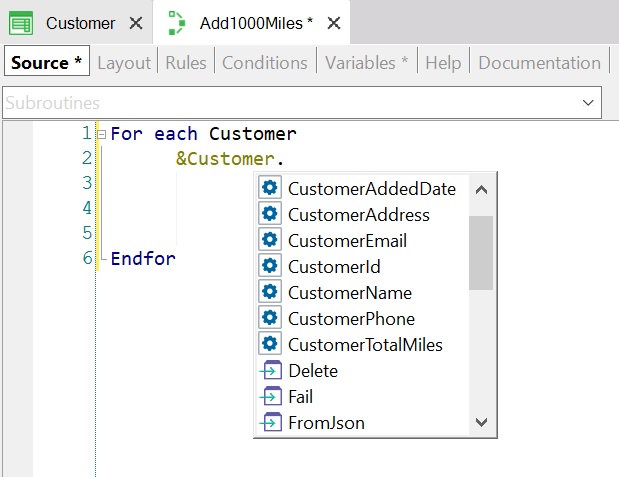 Customer
Add1000Miles *
Source * Layout Rules Conditions Variables * Help Documentation
Subroutines
1 For each Customer
2 &Customer.
3
4
5
6 Endfor
CustomerAddedDate
CustomerAddress
CustomerEmail
CustomerId
CustomerName
CustomerPhone
CustomerTotalMiles
Delete
Fail
FromJson